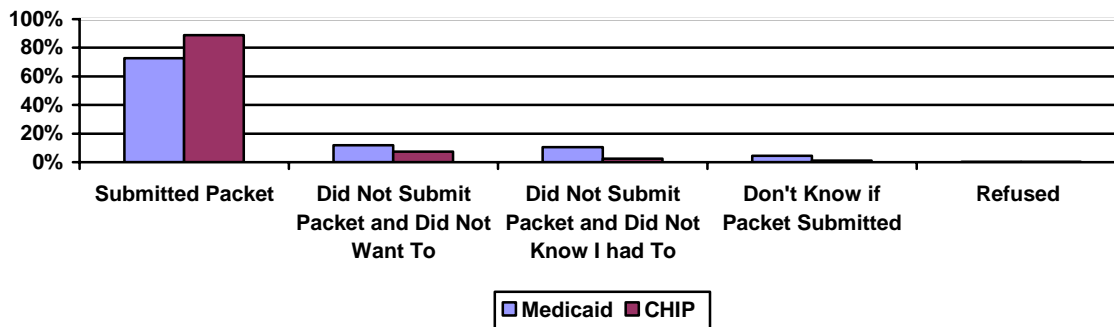 100%
80%
60%
40%
20%
0%
Submitted Packet
Did Not Submit
Packet and Did Not
Want To
Did Not Submit
Packet and Did Not
Know I had To
Don't Know if
Packet Submitted
Refused
Medicaid CHIP